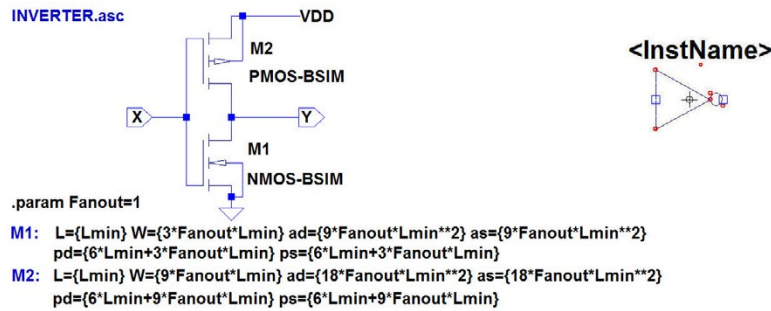 INVERTER.asc
VDD
<InstName>
M2
PMOS-BSIM
X
Y
M1
NMOS-BSIM
.param Fanout=1
M1: L={Lmin} W={3*Fanout*Lmin} ad={9*Fanout*Lmin**2} as={9*Fanout*Lmin**2}
pd={6*Lmin+3*Fanout*Lmin} ps={6*Lmin+3*Fanout*Lmin}
M2: L={Lmin} W={9*Fanout*Lmin} ad={18*Fanout*Lmin**2} as={18*Fanout*Lmin**2}
pd={6*Lmin+9*Fanout*Lmin} ps={6*Lmin+9*Fanout*Lmin}